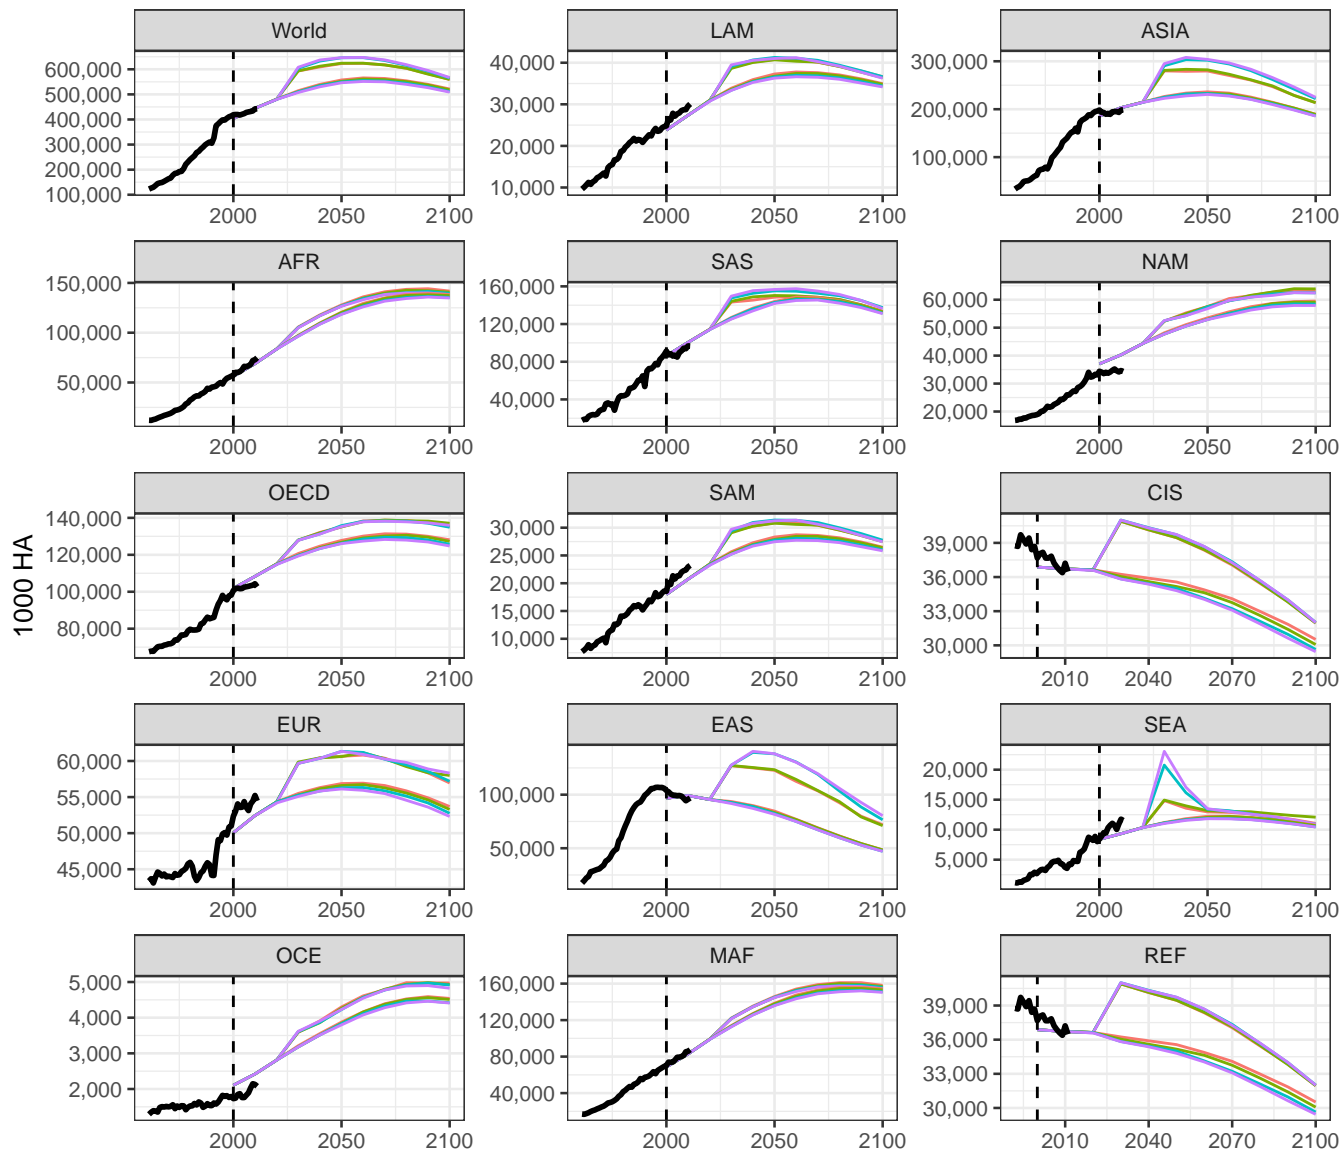 World
600,000
500,000
400,000
300,000
200,000
100,000
2000 2050 2100
LAM
40,000
30,000
20,000
10,000
2000 2050 2100
ASIA
300,000
200,000
100,000
2000 2050 2100
AFR
150,000
100,000
50,000
2000 2050 2100
SAS
160,000
120,000
80,000
40,000
2000 2050 2100
NAM
60,000
50,000
40,000
30,000
20,000
2000 2050 2100
1000 HA
OECD
140,000
120,000
100,000
80,000
2000 2050 2100
SAM
30,000
25,000
20,000
15,000
10,000
2000 2050 2100
CIS
39,000
36,000
33,000
30,000
2010 2040 2070 2100
EUR
60,000
55,000
50,000
45,000
2000 2050 2100
EAS
100,000
50,000
2000 2050 2100
SEA
20,000
15,000
10,000
5,000
2000 2050 2100
OCE
5,000
4,000
3,000
2,000
2000 2050 2100
MAF
160,000
120,000
80,000
40,000
2000 2050 2100
REF
39,000
36,000
33,000
30,000
2010 2040 2070 2100